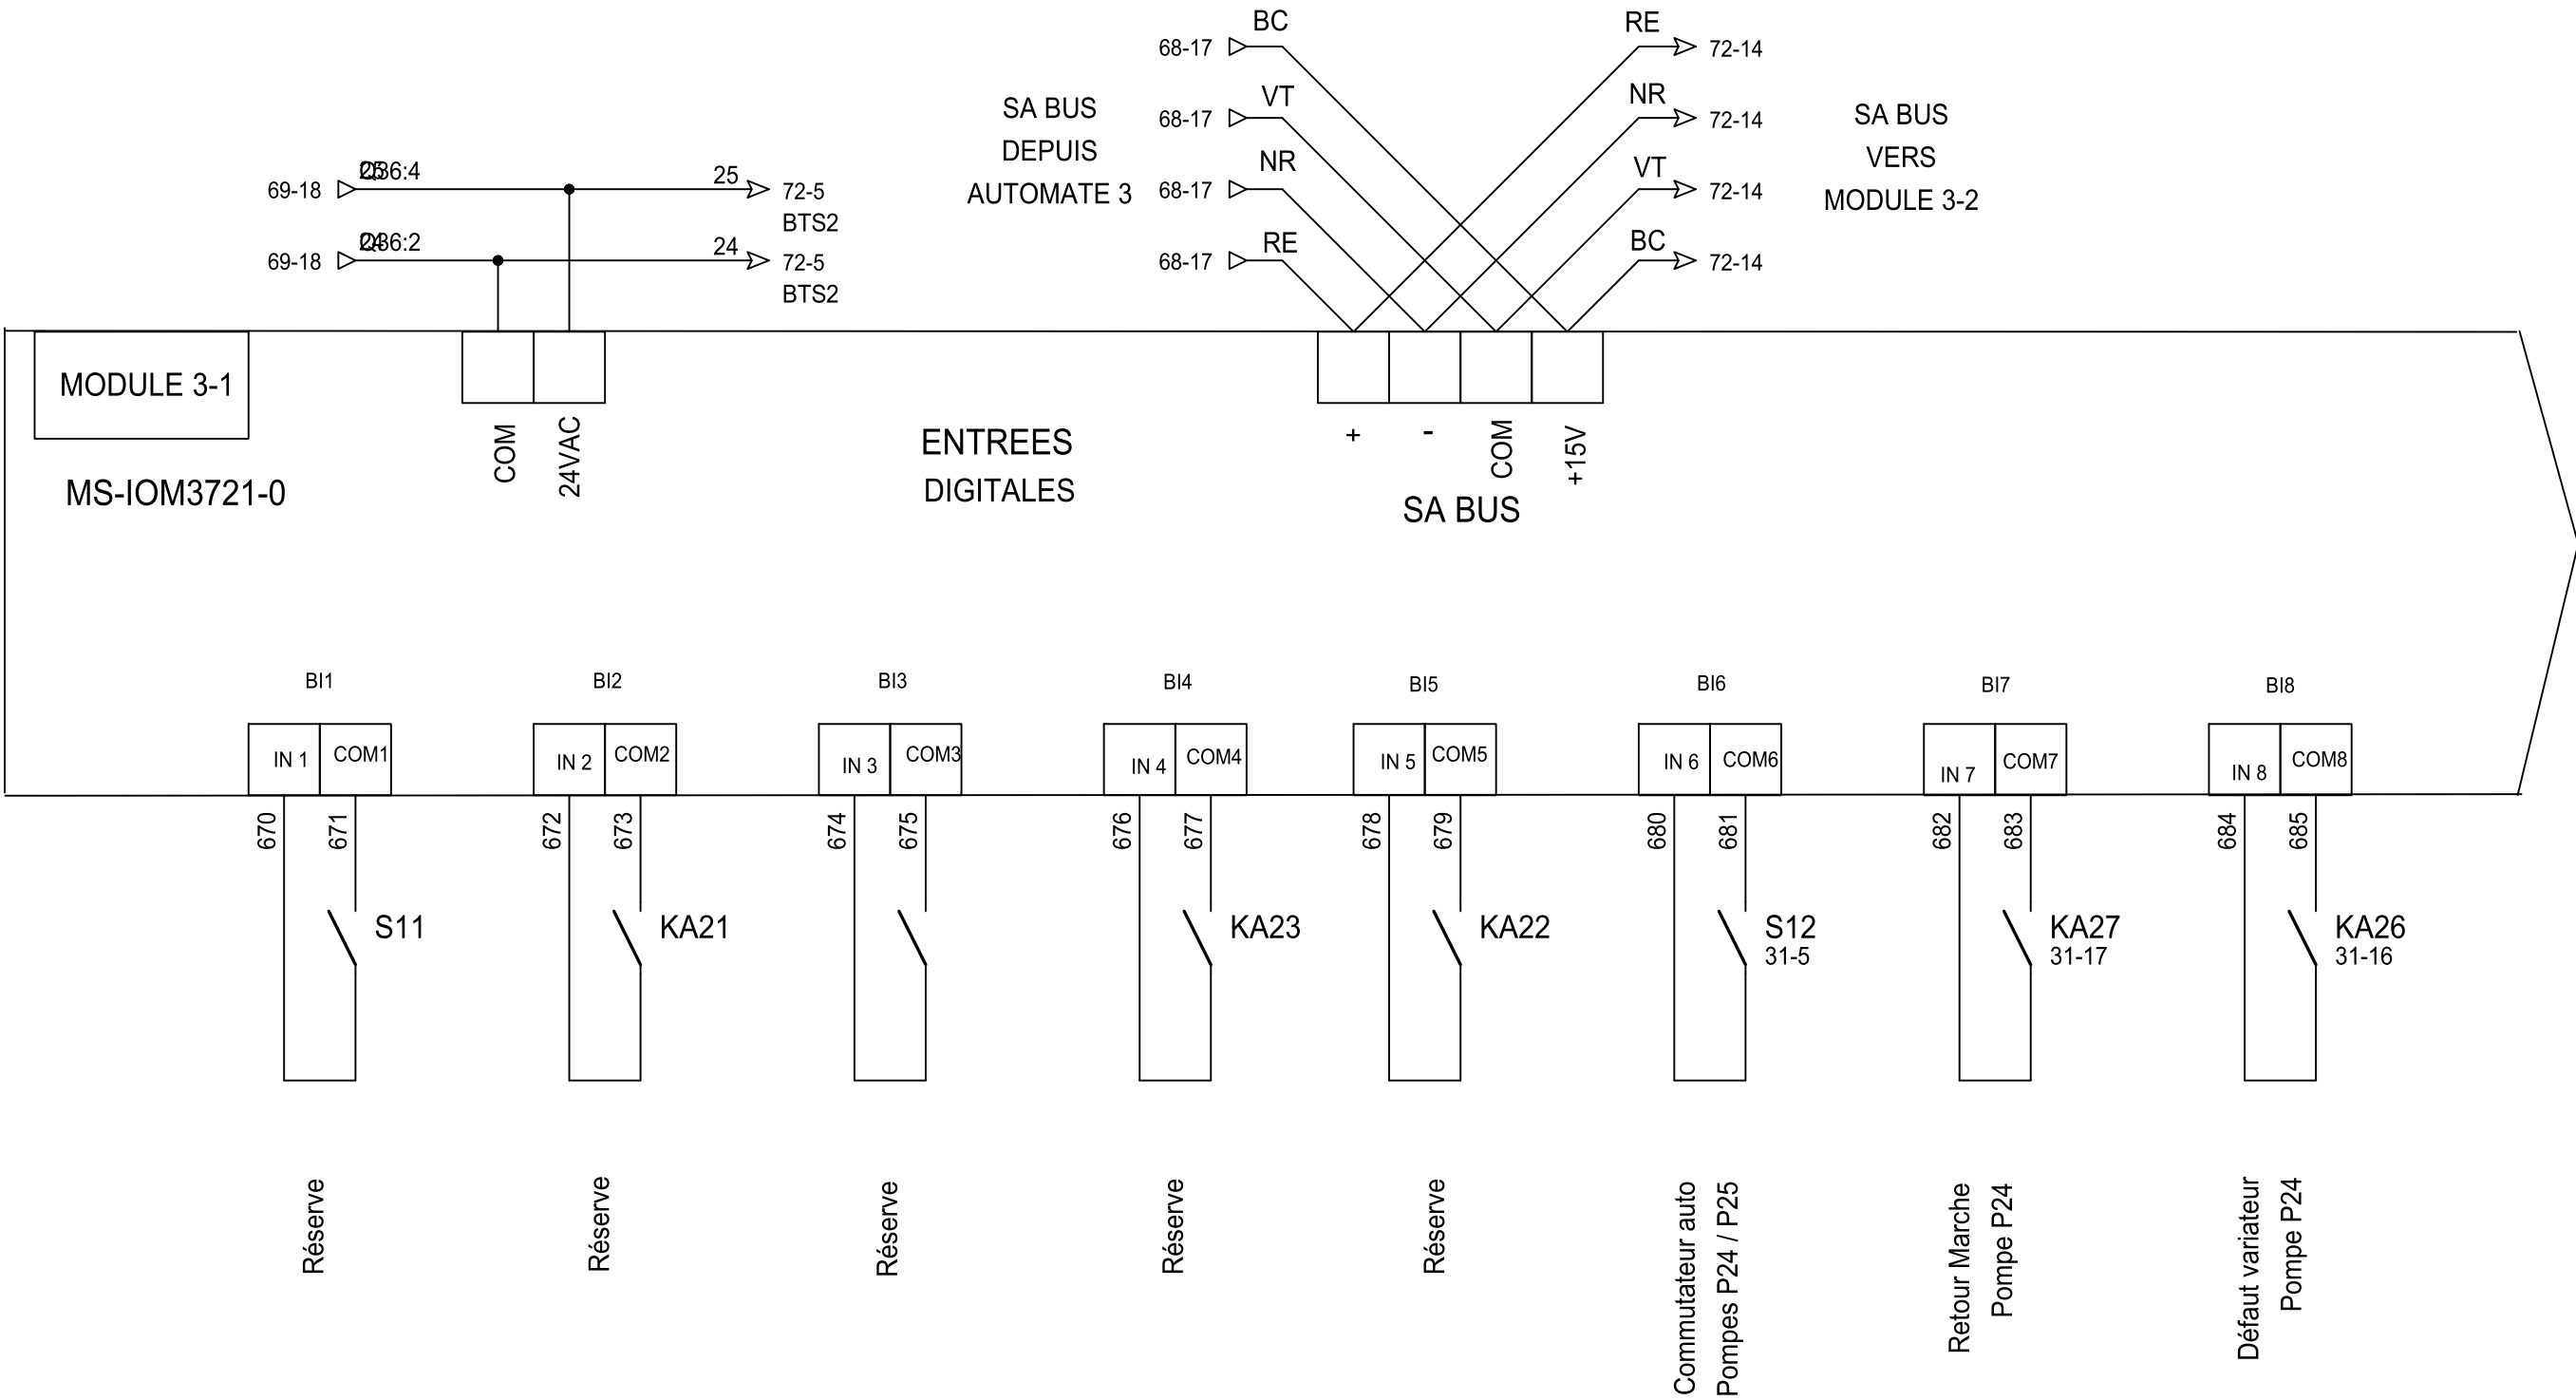 BC
RE
68-17
72-14
VT
NR
68-17
72-14
NR
VT
68-17
72-14
RE
BC
68-17
72-14
SA BUS
DEPUIS
AUTOMATE 3
SA BUS
VERS
MODULE 3-2
69-18
Q36:4
25
25
72-5
BTS2
69-18
Q36:2
24
24
72-5
BTS2
MODULE 3-1
MS-IOM3721-0
COM
24VAC
ENTREES
DIGITALES
+
-
COM
+15V
SA BUS
BI1
BI2
BI3
BI4
BI5
BI6
BI7
BI8
IN 1
COM1
IN 2
COM2
IN 3
COM3
IN 4
COM4
IN 5
COM5
IN 6
COM6
IN 7
COM7
IN 8
COM8
670
671
672
673
674
675
676
677
678
679
680
681
682
683
684
685
S11
KA21
KA23
KA22
S12
31-5
KA27
31-17
KA26
31-16
Réserve
Réserve
Réserve
Réserve
Réserve
Commutateur auto
Pompes P24 / P25
Retour Marche
Pompe P24
Défaut variateur
Pompe P24